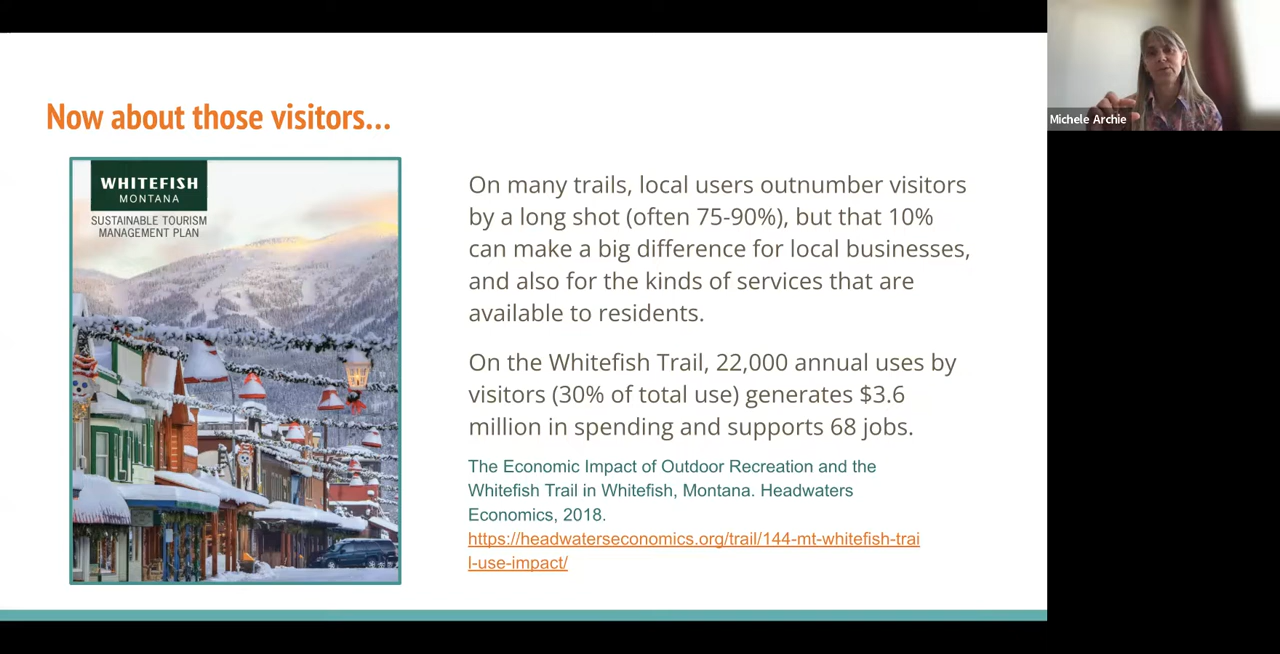 Now about those visitors...
WHITEFISH
MONTANA
SUSTAINABLE TOURISM
MANAGEMENT PLAN
On many trails, local users outnumber visitors
by a long shot (often 75-90%), but that 10%
can make a big difference for local businesses,
and also for the kinds of services that are
available to residents.
On the Whitefish Trail, 22,000 annual uses by
visitors (30% of total use) generates $3.6
million in spending and supports 68 jobs.
The Economic Impact of Outdoor Recreation and the
Whitefish Trail in Whitefish, Montana. Headwaters
Economics, 2018.
https://headwaterseconomics.org/trail/144-mt-whitefish-trai
l-use-impact/
Michele Archie